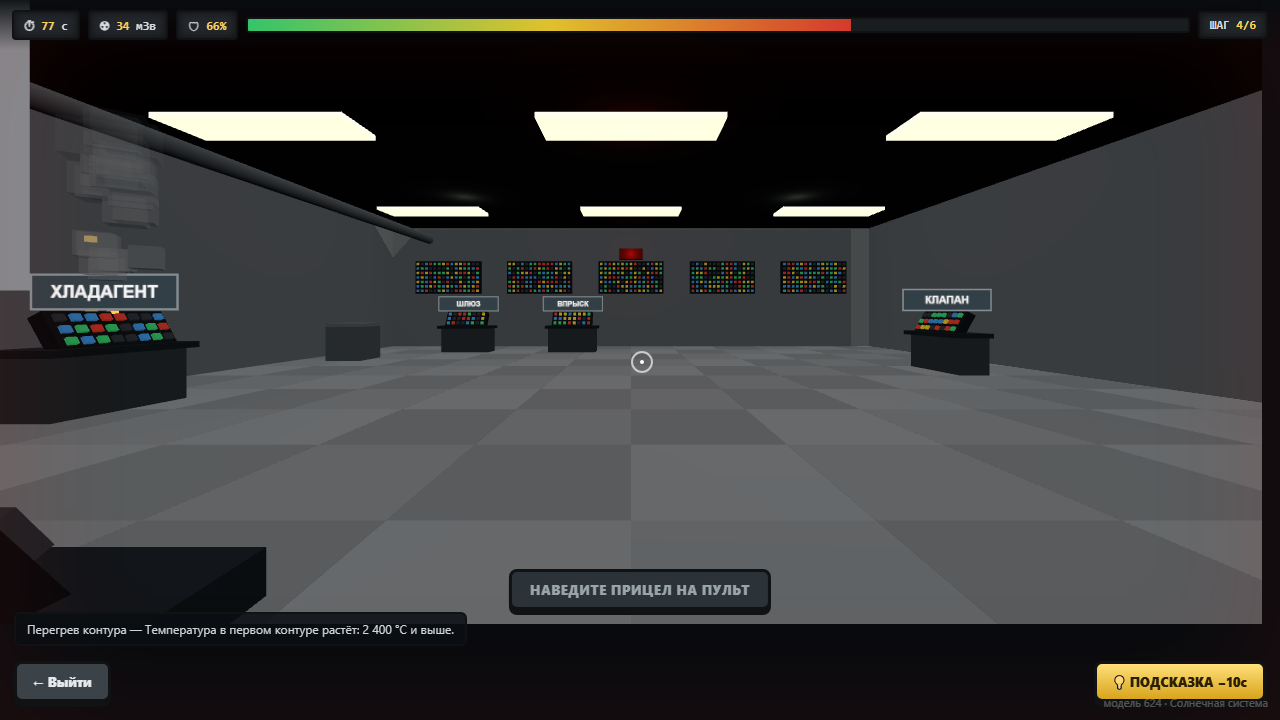 77 с
34 мЗв
66%
ШАГ 4/6
ХЛАДАГЕНТ
ШЛЮЗ
ВПРЫСК
КЛАПАН
НАВЕДИТЕ ПРИЦЕЛ НА ПУЛЬТ
Перегрев контура — Температура в первом контуре растёт: 2 400 °C и выше.
← Выйти
ПОДСКАЗКА −10с
модель 624 · Солнечная система